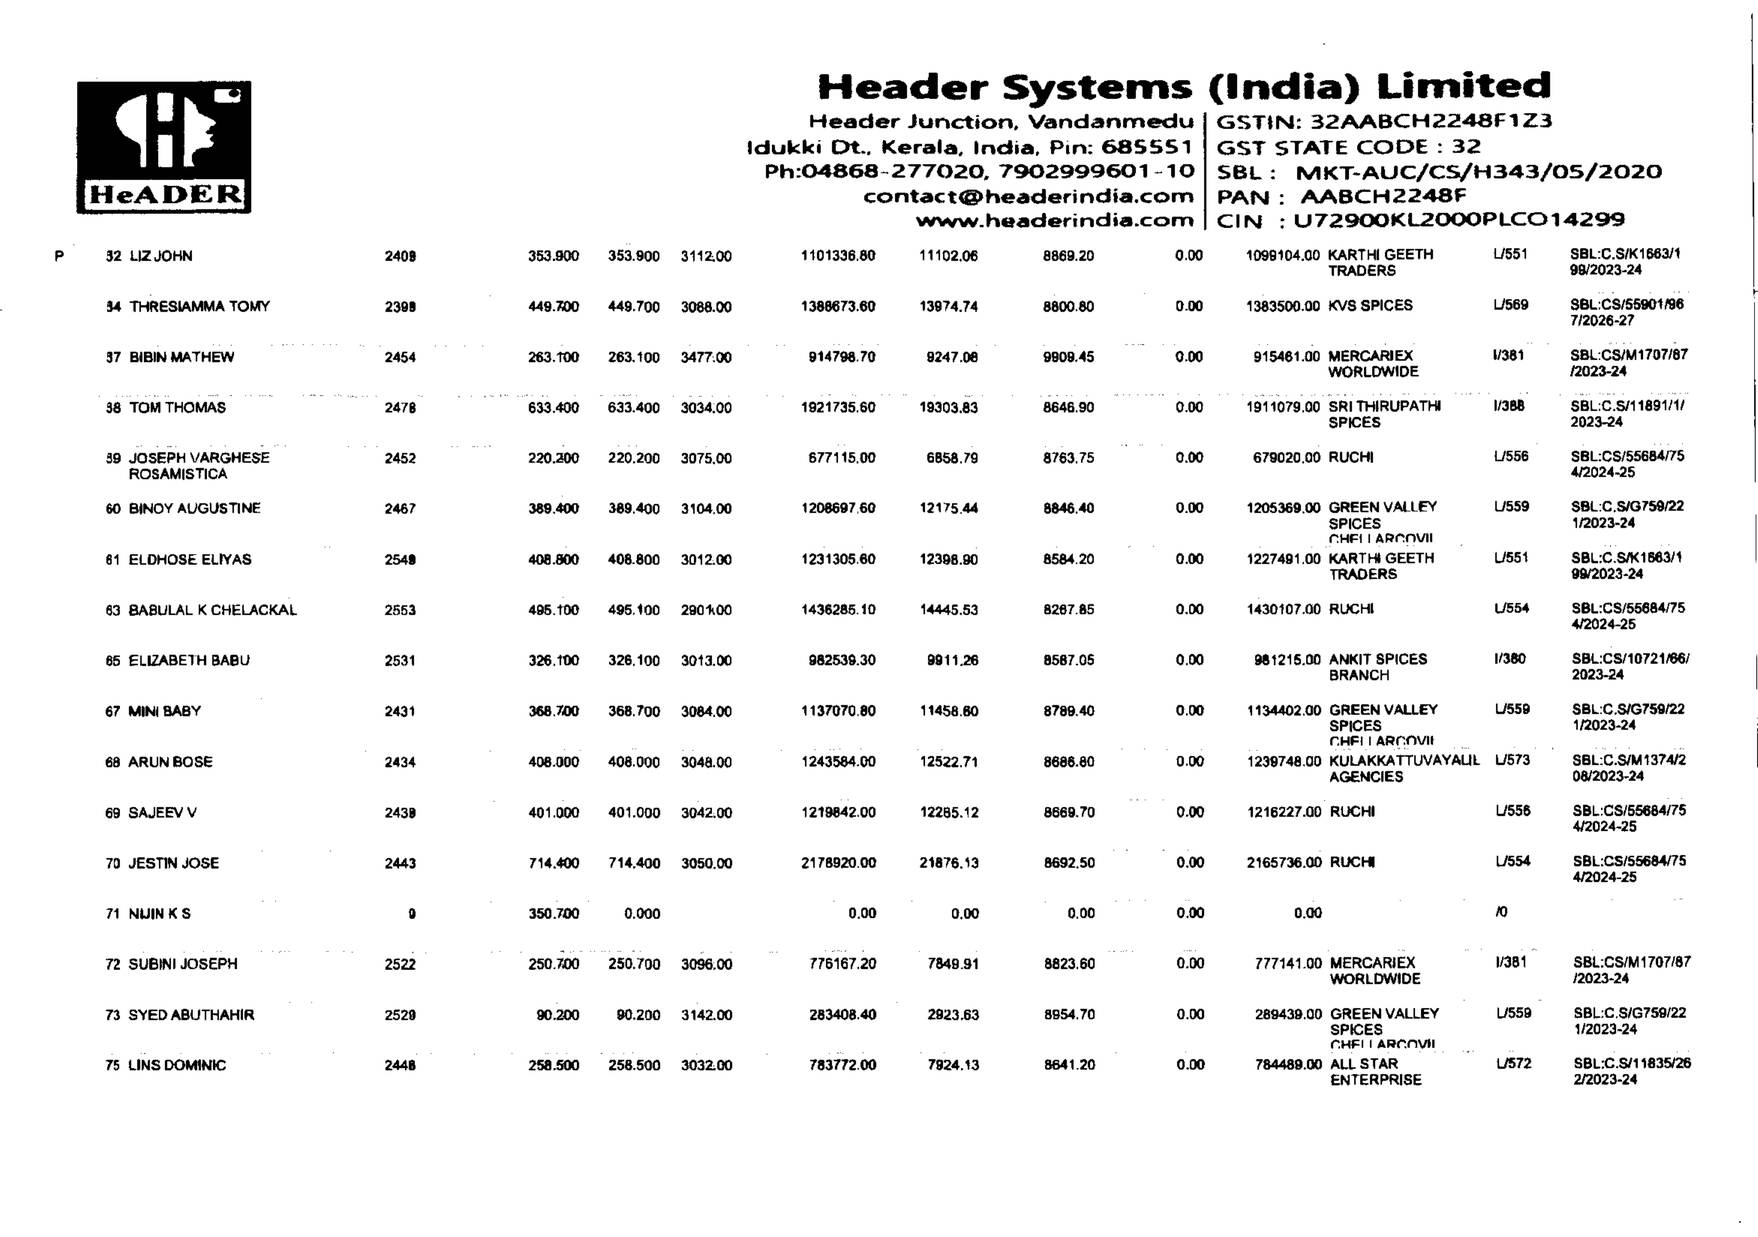 HeADER
Header Systems (India) Limited
Header Junction, Vandanmedu
Idukki Dt., Kerala, India, Pin: 685551
Ph:04868-277020, 7902999601-10
contact@headerindia.com
www.headerindia.com
GSTIN: 32AABCH2248F1Z3
GST STATE CODE : 32
SBL : MKT-AUC/CS/H343/05/2020
PAN : AABCH2248F
CIN : U72900KL2000PLCO14299
P LIZ JOHN 353.900 353.900 3112.00 1101336.80 11102.06 8869.20 0.00 1099104.00 KARTHI GEETH L/551 SBL:C.S/K1663/1
TRADERS 99/2023-24
THRESIAMMA TOMY 449.700 449.700 3088.00 1388673.60 13974.74 8800.80 0.00 1383500.00 KVS SPICES L/569 SBL:CS/55901/96
7/2026-27
BIBIN MATHEW 2454 263.100 263.100 3477.00 914798.70 9247.08 9909.45 0.00 915461.00 MERCARIEX I/381 SBL:CS/M1707/87
WORLDWIDE /2023-24
TOM THOMAS 633.400 633.400 3034.00 1921735.60 19303.83 8646.90 0.00 1911079.00 SRI THIRUPATHI I/388 SBL:C.S/11891/1/
SPICES 2023-24
JOSEPH VARGHESE 2452 220.200 220.200 3075.00 677115.00 6858.79 8763.75 0.00 679020.00 RUCHI L/556 SBL:CS/55684/75
ROSAMISTICA 4/2024-25
60 BINOY AUGUSTINE 2467 389.400 389.400 3104.00 1208697.60 12175.44 8846.40 0.00 1205369.00 GREEN VALLEY L/559 SBL:C.S/G759/22
SPICES 1/2023-24
61 ELDHOSE ELIYAS 408.800 408.800 3012.00 1231305.60 12398.90 8584.20 0.00 1227491.00 KARTHI GEETH L/551 SBL:C.S/K1663/1
TRADERS 99/2023-24
63 BABULAL K CHELACKAL 2553 495.100 495.100 2901.00 1436285.10 14445.53 8267.85 0.00 1430107.00 RUCHI L/554 SBL:CS/55684/75
4/2024-25
65 ELIZABETH BABU 2531 326.100 326.100 3013.00 982539.30 9911.26 8587.05 0.00 981215.00 ANKIT SPICES I/380 SBL:CS/10721/66/
BRANCH 2023-24
67 MINI BABY 2431 368.700 368.700 3084.00 1137070.80 11458.60 8789.40 0.00 1134402.00 GREEN VALLEY L/559 SBL:C.S/G759/22
SPICES 1/2023-24
68 ARUN BOSE 2434 408.000 408.000 3048.00 1243584.00 12522.71 8686.80 0.00 1239748.00 KULAKKATTUVAYALIL L/573 SBL:C.S/M1374/2
AGENCIES 08/2023-24
69 SAJEEV V 401.000 401.000 3042.00 1219842.00 12285.12 8669.70 0.00 1216227.00 RUCHI L/556 SBL:CS/55684/75
4/2024-25
70 JESTIN JOSE 2443 714.400 714.400 3050.00 2178920.00 21876.13 8692.50 0.00 2165736.00 RUCHI L/554 SBL:CS/55684/75
4/2024-25
71 NIJIN K S 350.700 0.000 0.00 0.00 0.00 0.00 0.00 /0
72 SUBINI JOSEPH 2522 250.700 250.700 3096.00 776167.20 7849.91 8823.60 0.00 777141.00 MERCARIEX I/381 SBL:CS/M1707/87
WORLDWIDE /2023-24
73 SYED ABUTHAHIR 2529 90.200 90.200 3142.00 283408.40 2923.63 8954.70 0.00 289439.00 GREEN VALLEY L/559 SBL:C.S/G759/22
SPICES 1/2023-24
75 LINS DOMINIC 258.500 258.500 3032.00 783772.00 7924.13 8641.20 0.00 784489.00 ALL STAR L/572 SBL:C.S/11835/26
ENTERPRISE 2/2023-24